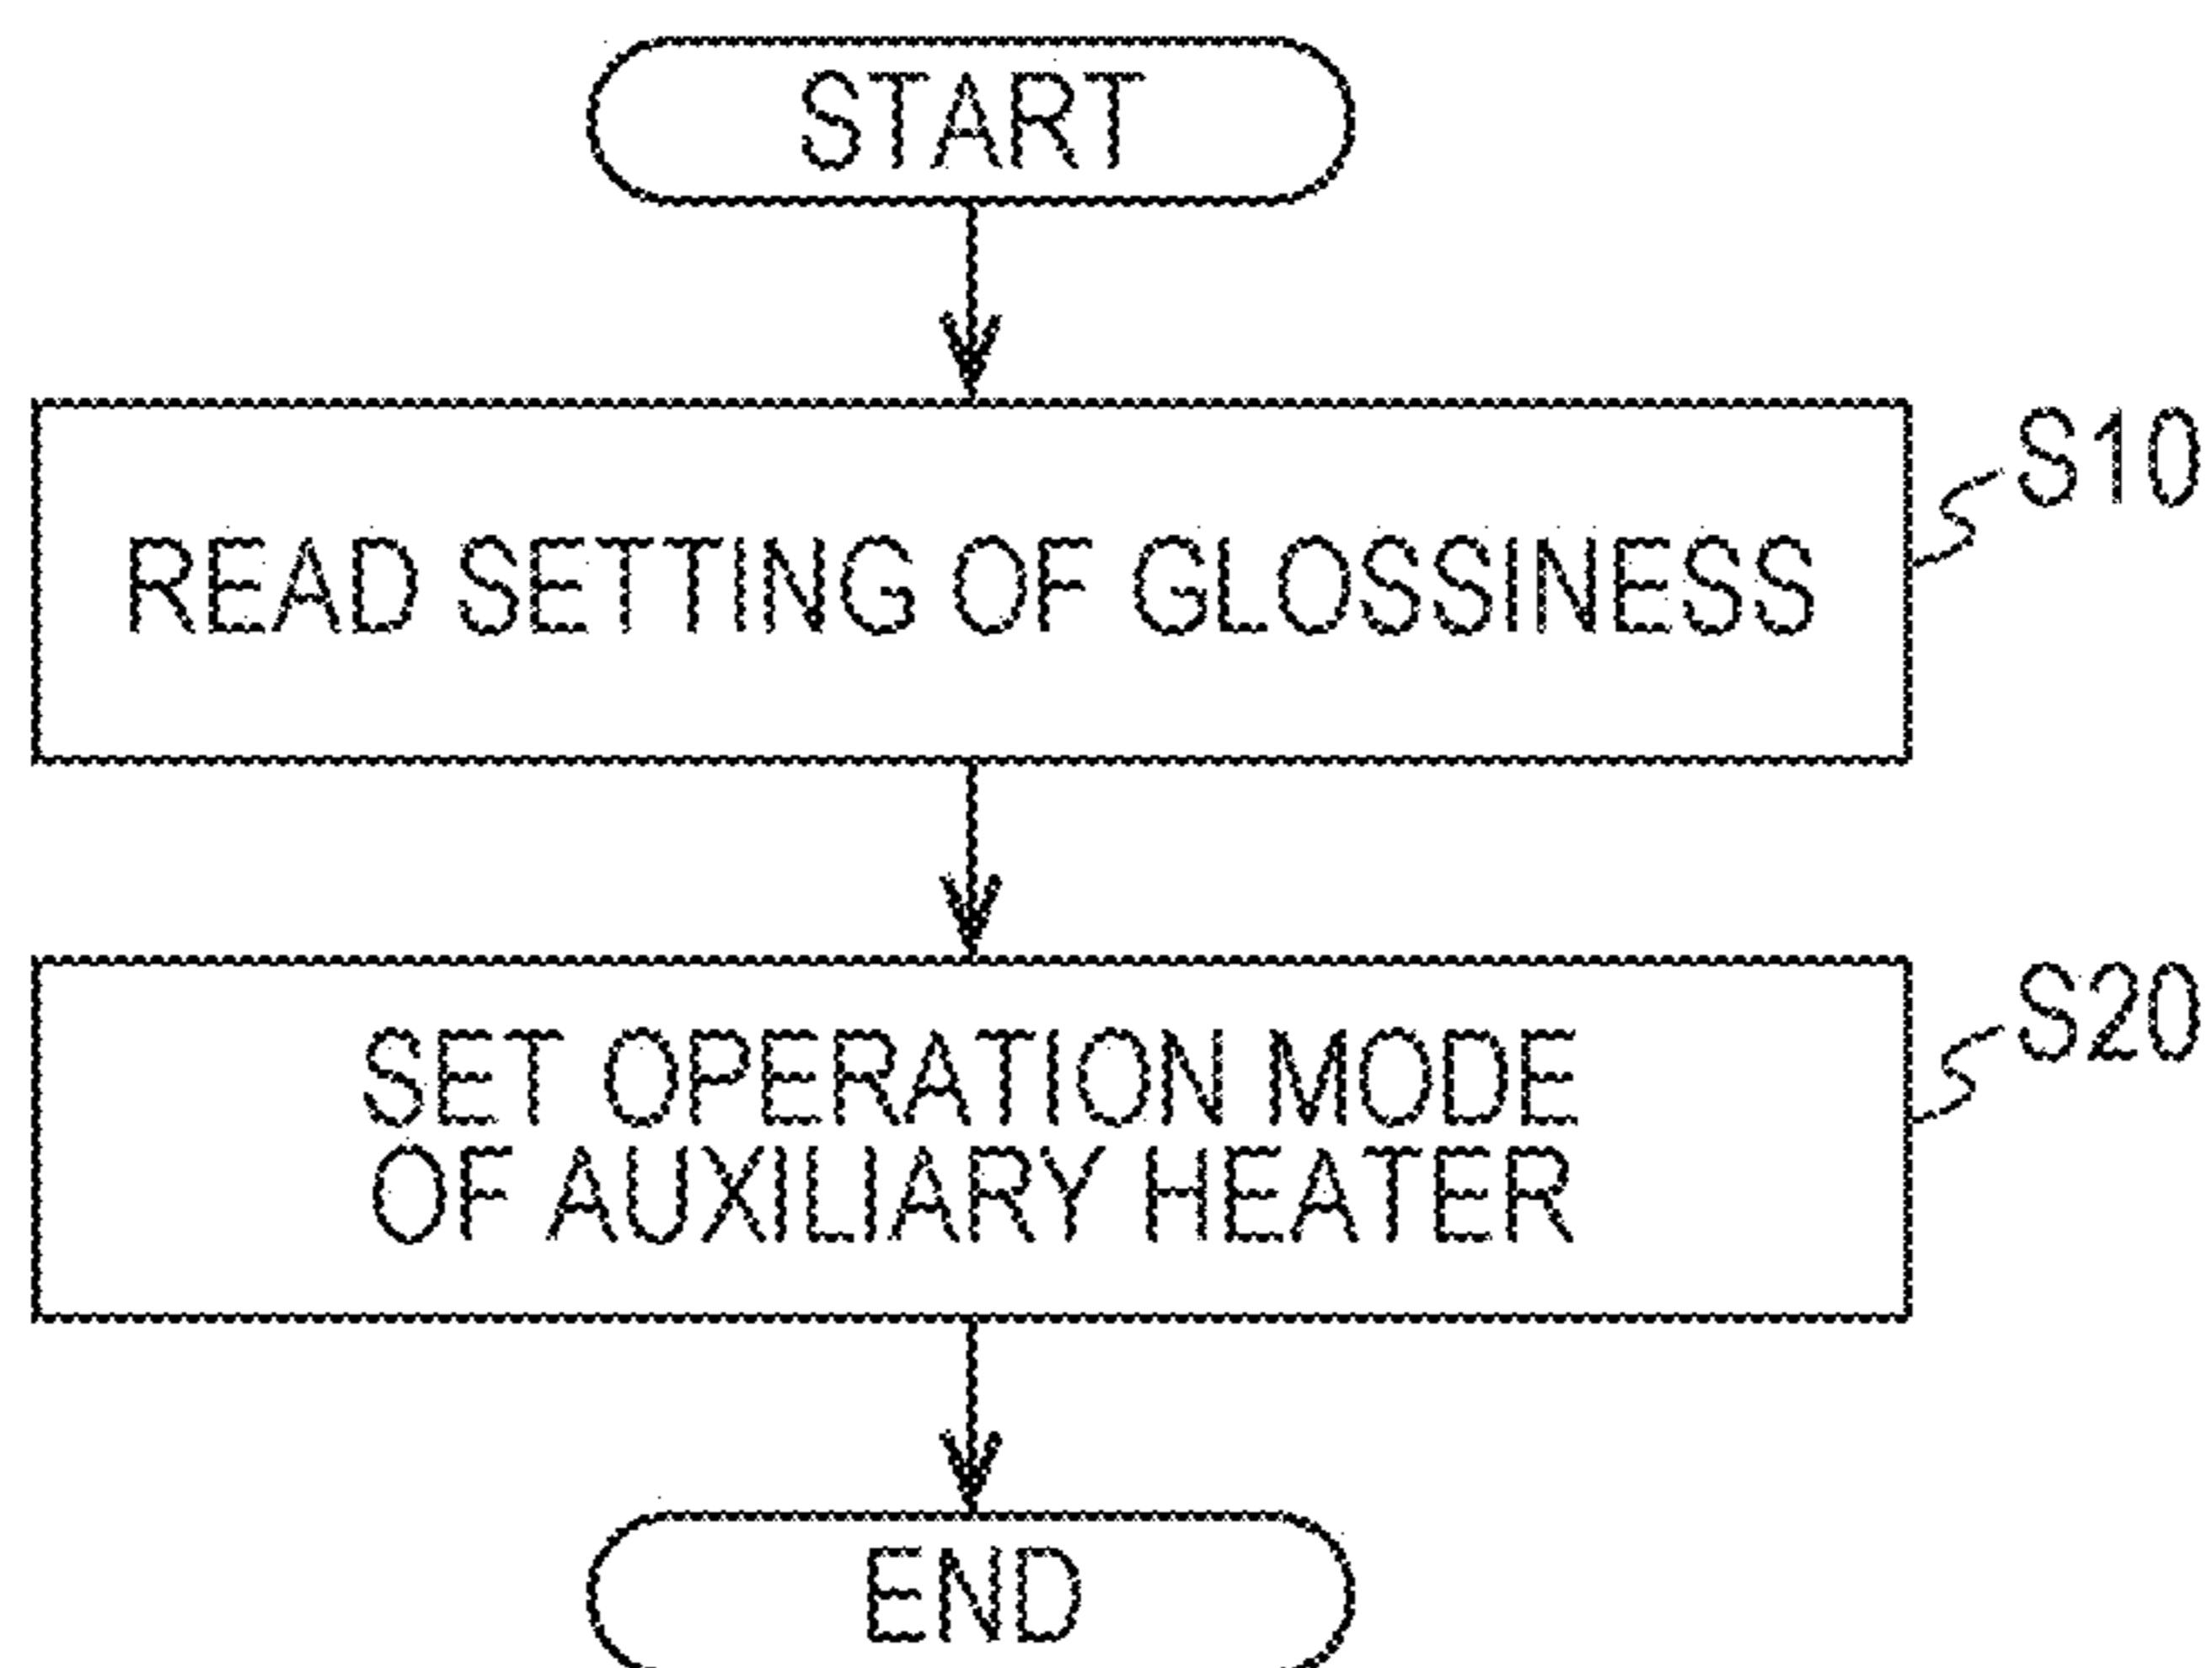 START
S10
READ SETTING OF GLOSSINESS
S20
SET OPERATION MODE
OF AUXILIARY HEATER
END